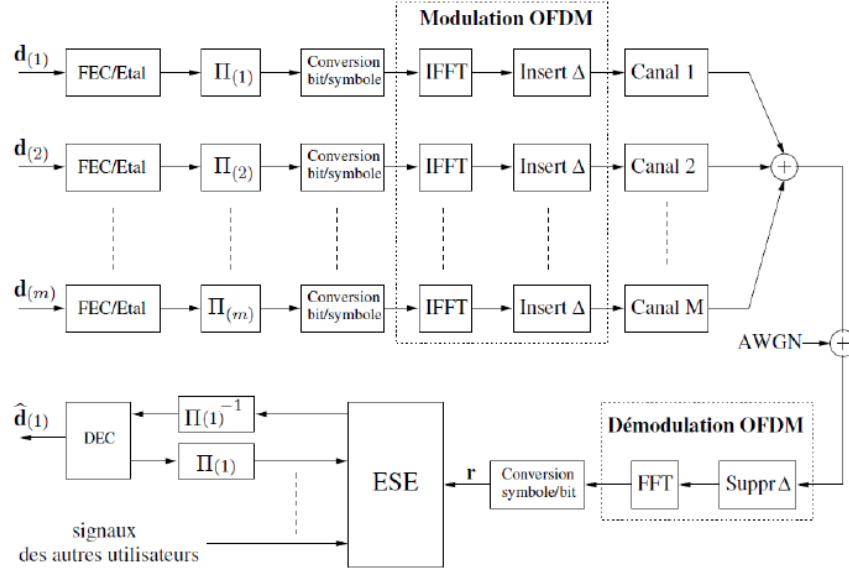 Modulation OFDM
d(1) FEC/Etal Π(1) Conversion bit/symbole IFFT Insert Δ Canal 1
d(2) FEC/Etal Π(2) Conversion bit/symbole IFFT Insert Δ Canal 2
+
d(m) FEC/Etal Π(m) Conversion bit/symbole IFFT Insert Δ Canal M
AWGN +
d̂(1) DEC Π(1)⁻¹ Π(1) ESE r Conversion symbole/bit
Démodulation OFDM
FFT Suppr Δ
signaux
des autres utilisateurs